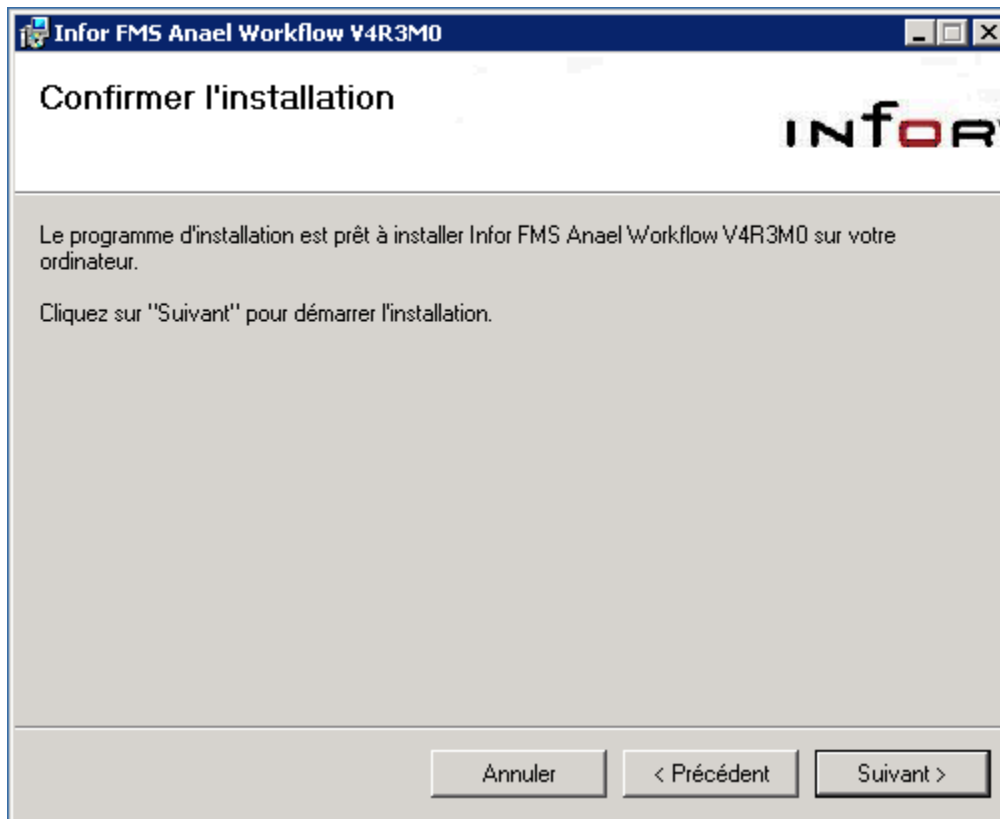 Infor FMS Anael Workflow V4R3M0
Confirmer l'installation
INfOR
Le programme d'installation est prêt à installer Infor FMS Anael Workflow V4R3M0 sur votre
ordinateur.
Cliquez sur "Suivant" pour démarrer l'installation.
Annuler
< Précédent
Suivant >